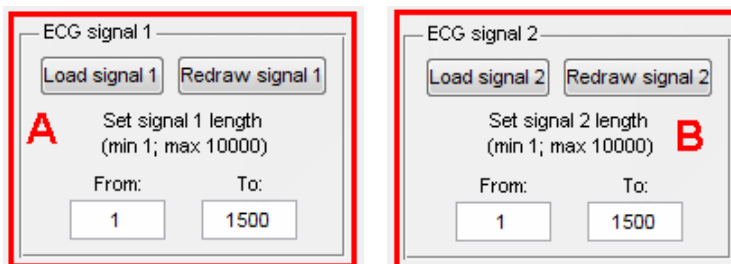 ECG signal 1
Load signal 1 Redraw signal 1
A
Set signal 1 length
(min 1; max 10000)
From: To:
1 1500
ECG signal 2
Load signal 2 Redraw signal 2
Set signal 2 length
(min 1; max 10000)
B
From: To:
1 1500